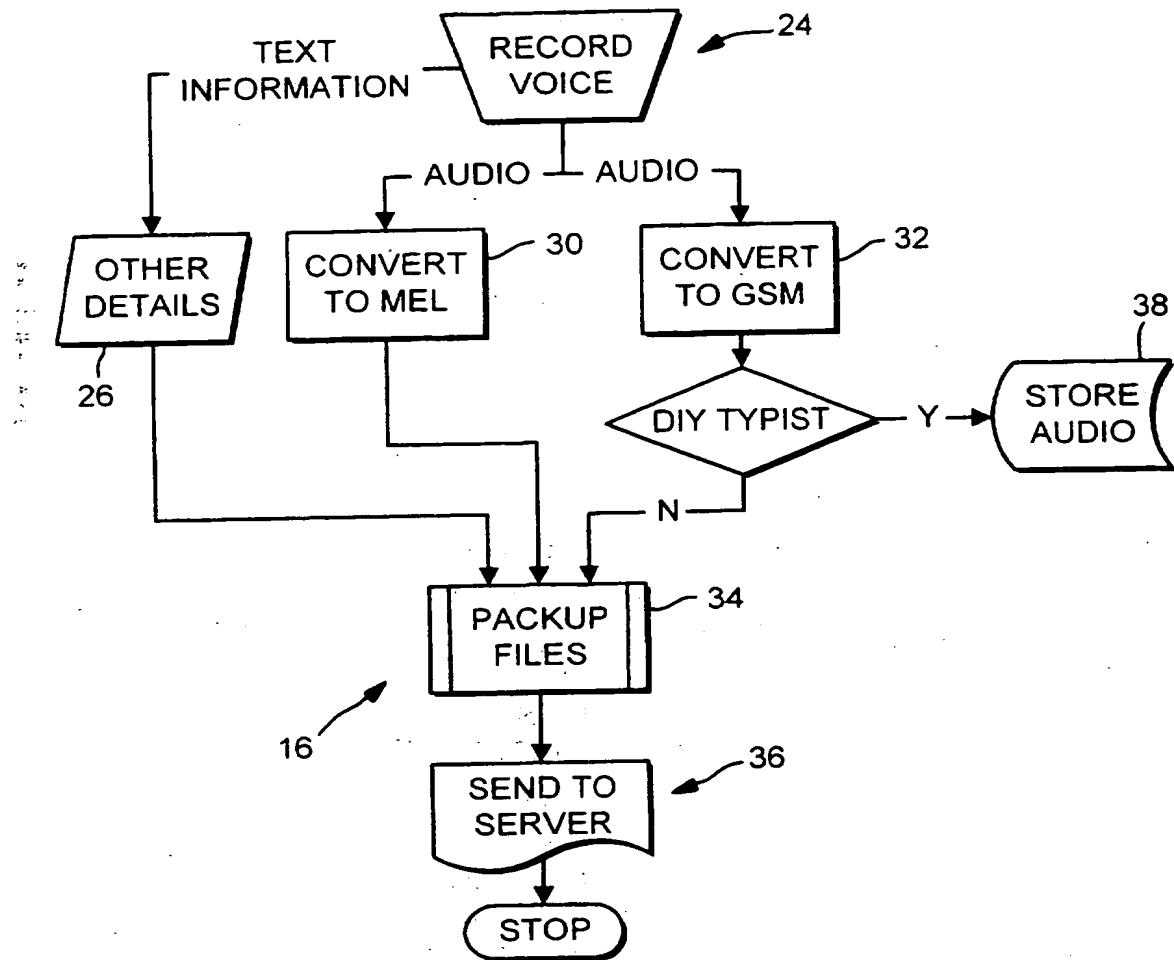 RECORD
VOICE
24
TEXT
INFORMATION
AUDIO
AUDIO
OTHER
DETAILS
26
CONVERT
TO MEL
30
CONVERT
TO GSM
32
DIY TYPIST
Y
STORE
AUDIO
38
N
PACKUP
FILES
34
16
SEND TO
SERVER
36
STOP